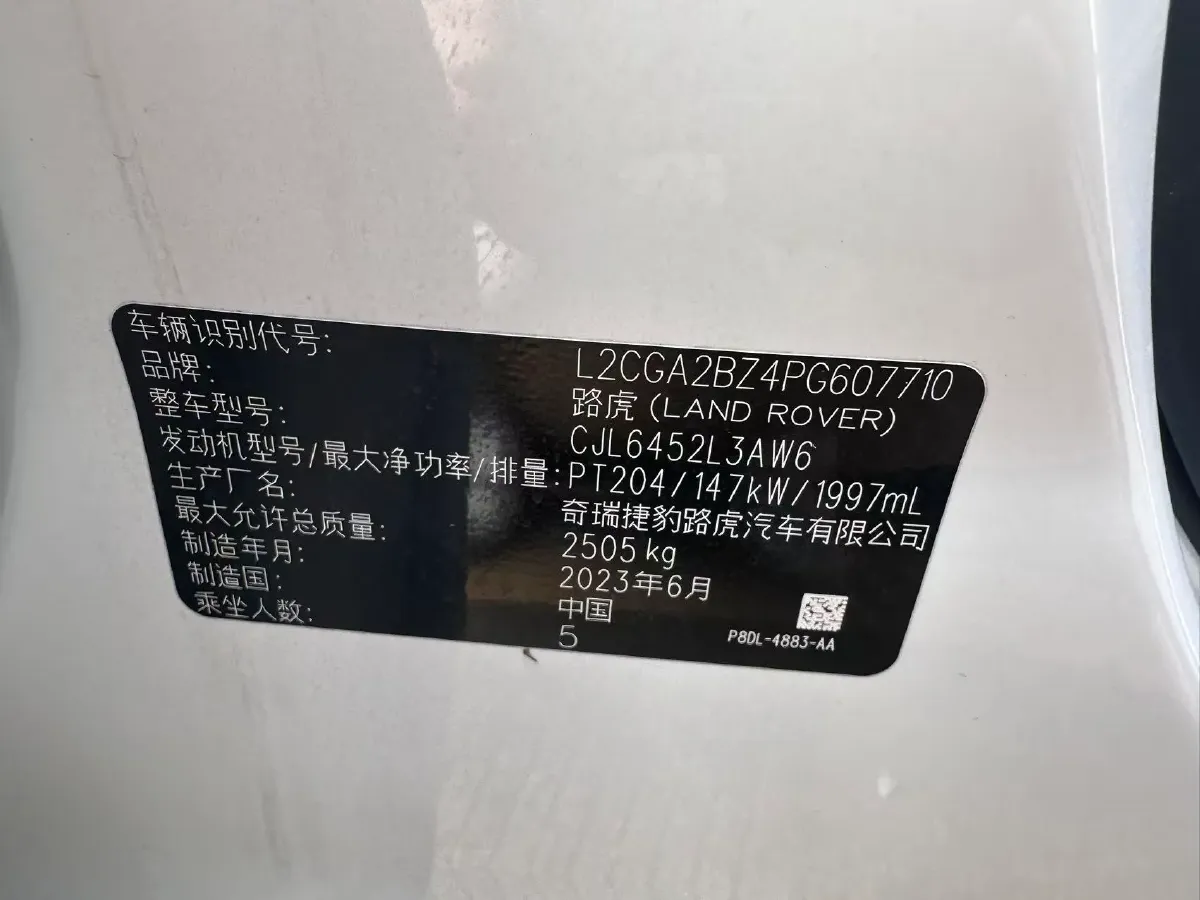 车辆识别代号: L2CGA2BZ4PG607710
品牌: 路虎 (LAND ROVER)
整车型号: CJL6452L3AW6
发动机型号/最大净功率/排量: PT204/147kW/1997mL
生产厂名: 奇瑞捷豹路虎汽车有限公司
最大允许总质量: 2505kg
制造年月: 2023年6月
制造国: 中国
乘坐人数: 5
P8DL-4883-AA